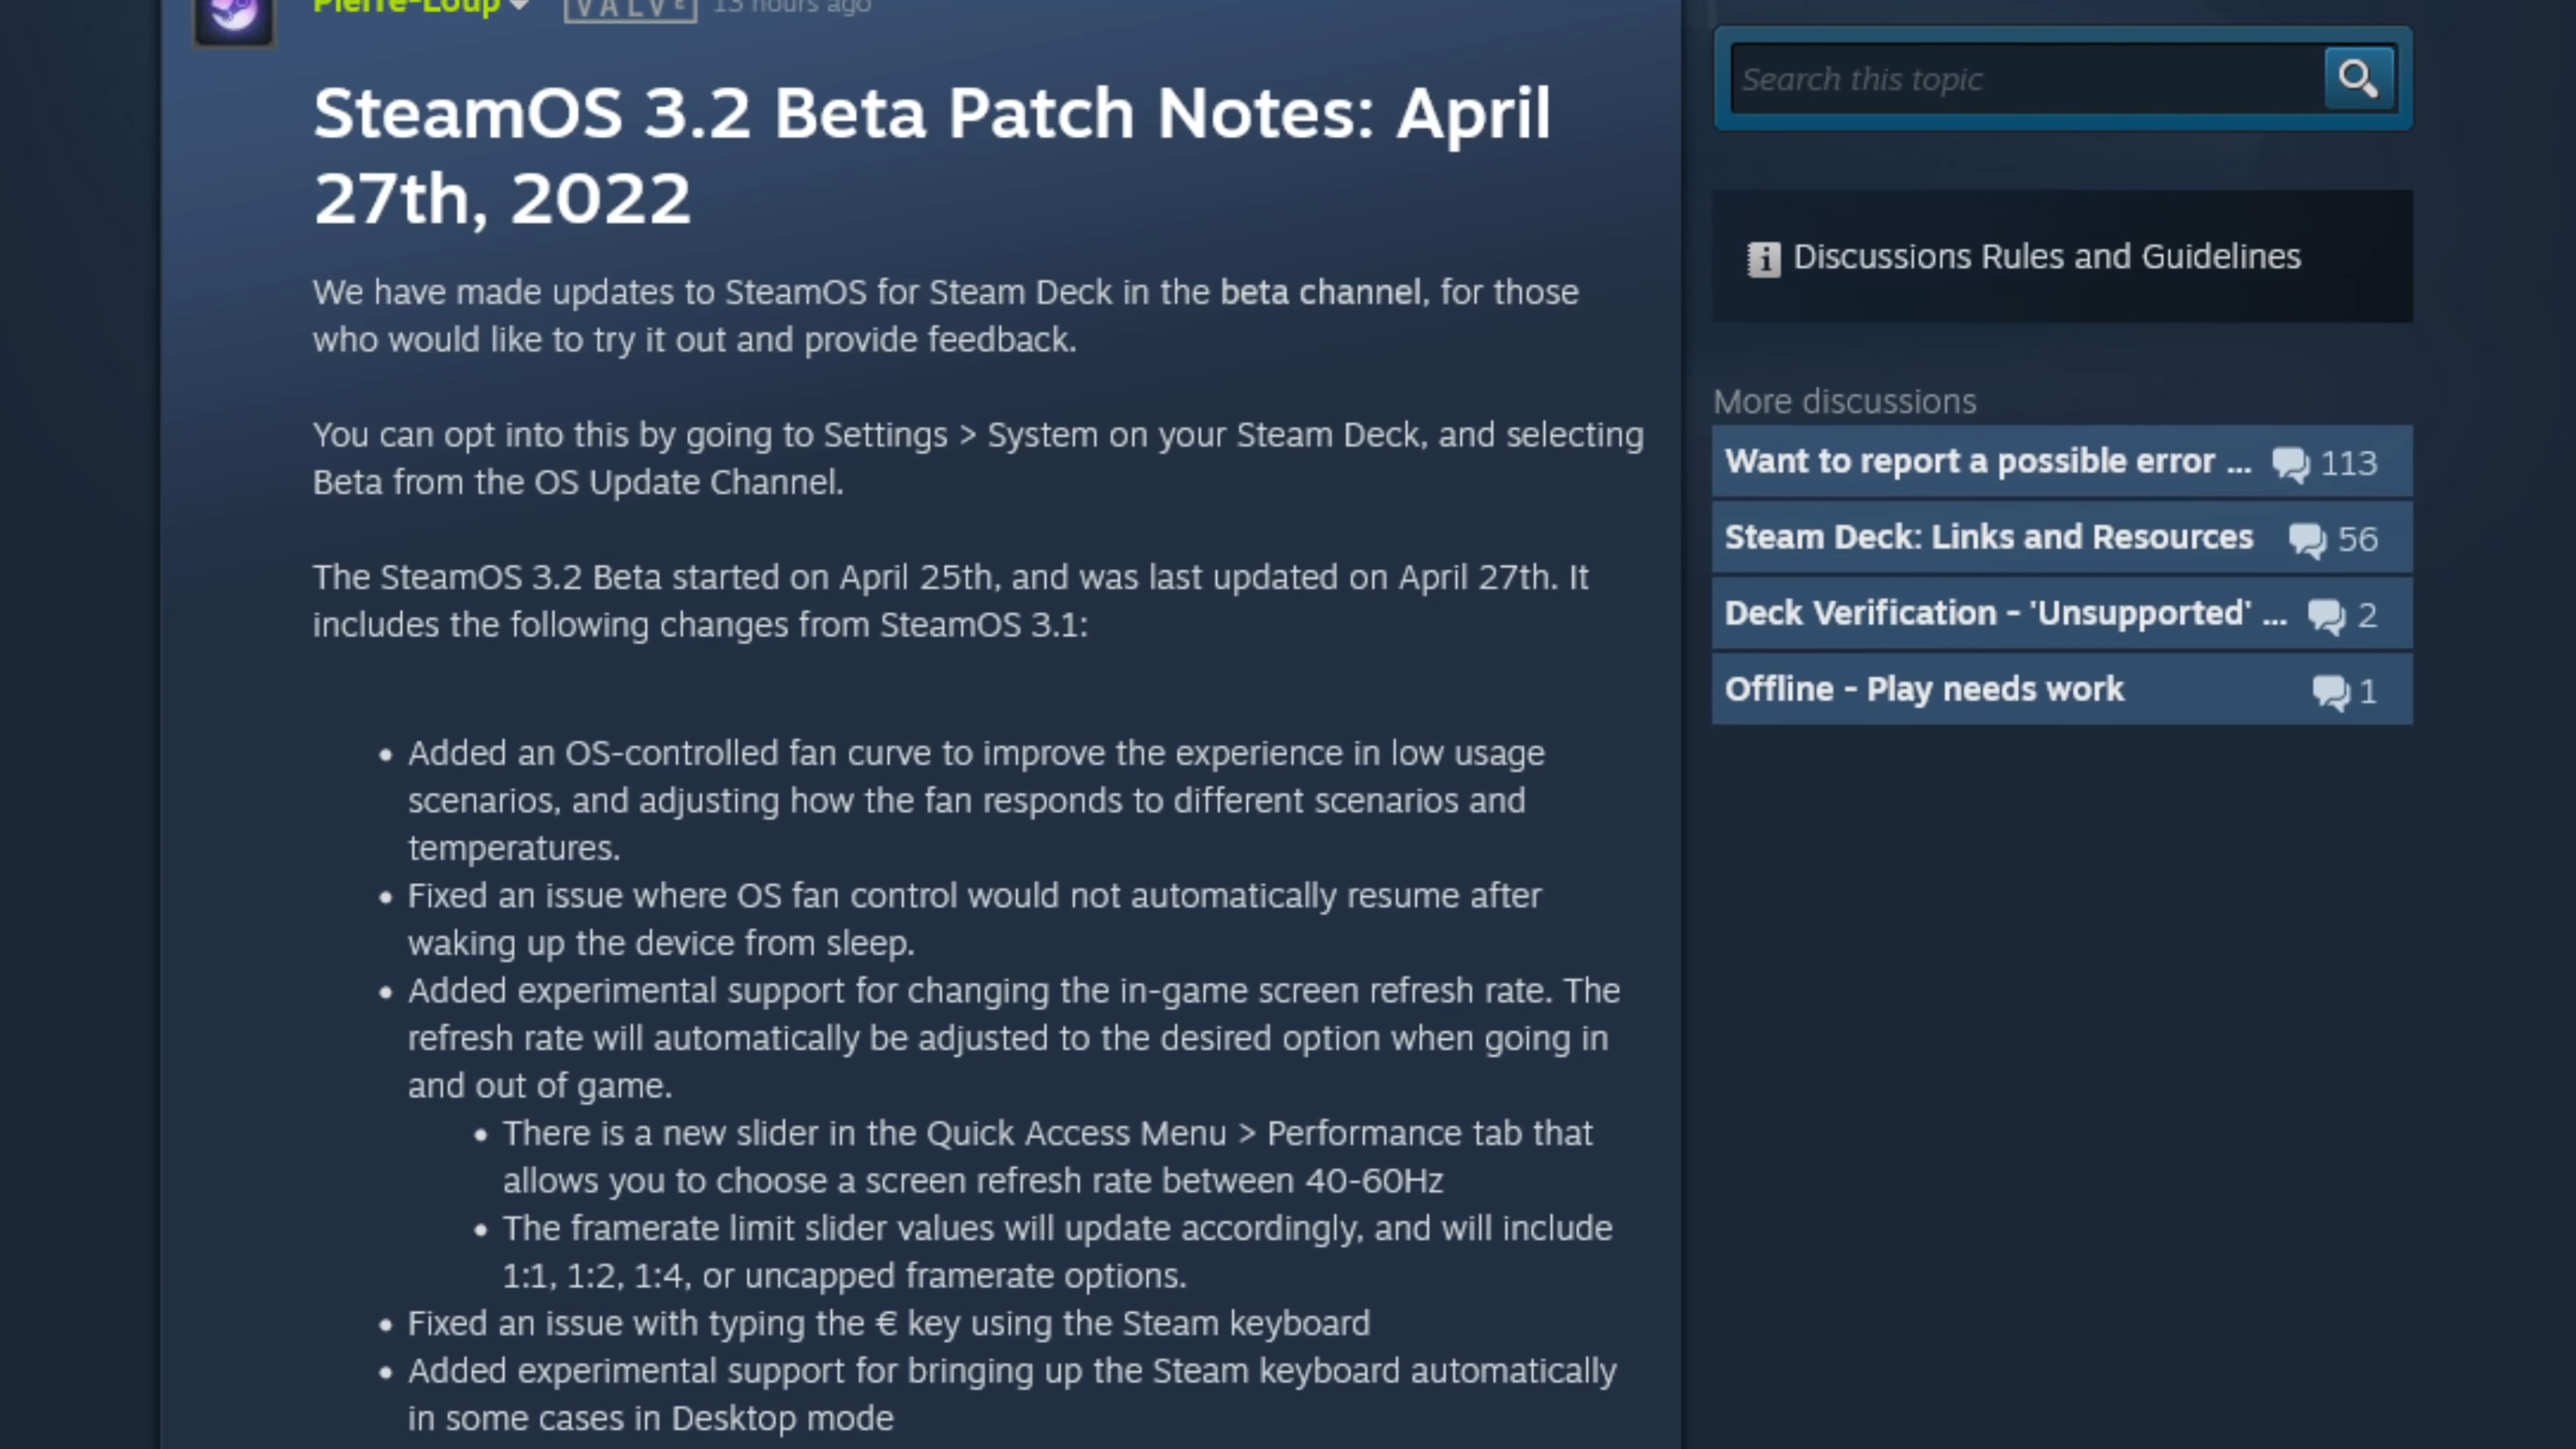 Pierre-Loup
VALVE
13 hours ago
SteamOS 3.2 Beta Patch Notes: April
27th, 2022
We have made updates to SteamOS for Steam Deck in the beta channel, for those
who would like to try it out and provide feedback.
You can opt into this by going to Settings > System on your Steam Deck, and selecting
Beta from the OS Update Channel.
The SteamOS 3.2 Beta started on April 25th, and was last updated on April 27th. It
includes the following changes from SteamOS 3.1:
• Added an OS-controlled fan curve to improve the experience in low usage
scenarios, and adjusting how the fan responds to different scenarios and
temperatures.
• Fixed an issue where OS fan control would not automatically resume after
waking up the device from sleep.
• Added experimental support for changing the in-game screen refresh rate. The
refresh rate will automatically be adjusted to the desired option when going in
and out of game.
• There is a new slider in the Quick Access Menu > Performance tab that
allows you to choose a screen refresh rate between 40-60Hz
• The framerate limit slider values will update accordingly, and will include
1:1, 1:2, 1:4, or uncapped framerate options.
• Fixed an issue with typing the € key using the Steam keyboard
• Added experimental support for bringing up the Steam keyboard automatically
in some cases in Desktop mode
Search this topic
Discussions Rules and Guidelines
More discussions
Want to report a possible error ... 113
Steam Deck: Links and Resources 56
Deck Verification - 'Unsupported' ... 2
Offline - Play needs work 1